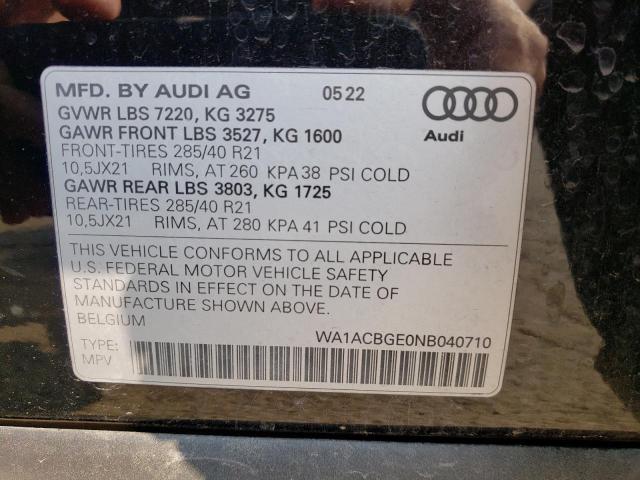 MFD. BY AUDI AG 05 22
GVWR LBS 7220, KG 3275
GAWR FRONT LBS 3527, KG 1600
FRONT-TIRES 285/40 R21
10,5JX21 RIMS, AT 260 KPA 38 PSI COLD
GAWR REAR LBS 3803, KG 1725
REAR-TIRES 285/40 R21
10,5JX21 RIMS, AT 280 KPA 41 PSI COLD
Audi
THIS VEHICLE CONFORMS TO ALL APPLICABLE
U.S. FEDERAL MOTOR VEHICLE SAFETY
STANDARDS IN EFFECT ON THE DATE OF
MANUFACTURE SHOWN ABOVE.
BELGIUM
WA1ACBGE0NB040710
TYPE:
MPV